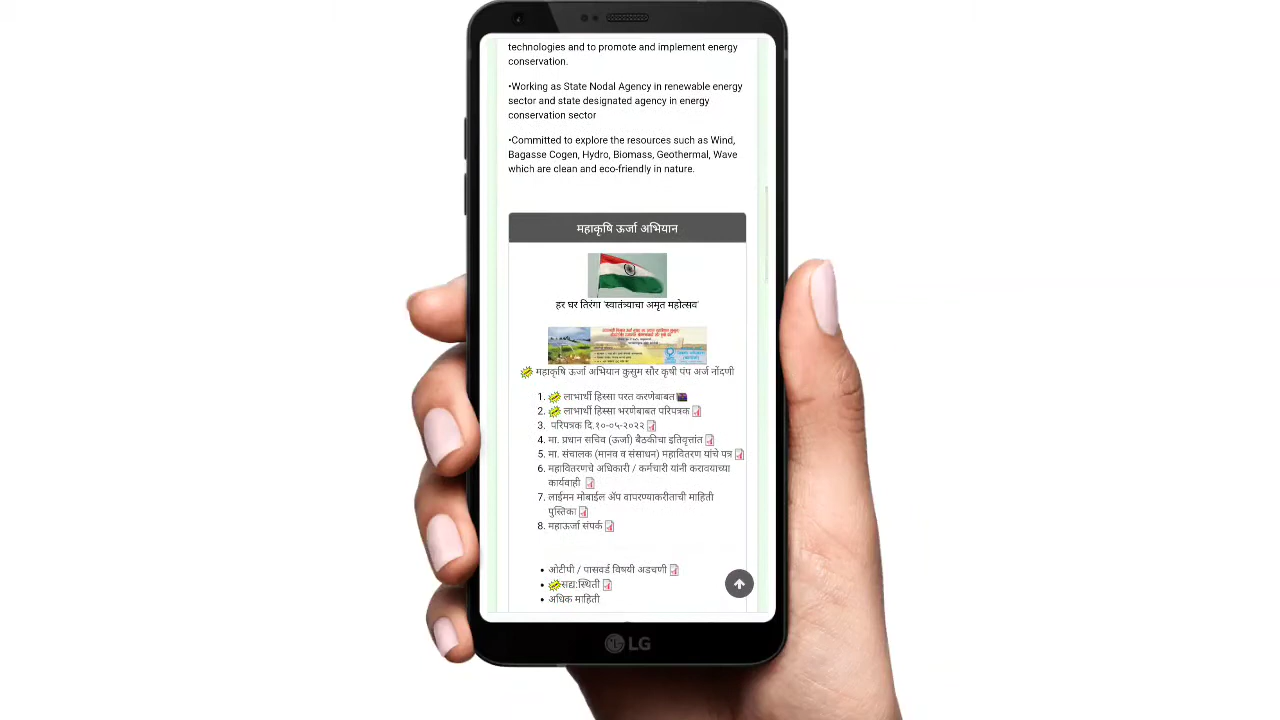 technologies and to promote and implement energy
conservation.
•Working as State Nodal Agency in renewable energy
sector and state designated agency in energy
conservation sector
•Committed to explore the resources such as Wind,
Bagasse Cogen, Hydro, Biomass, Geothermal, Wave
which are clean and eco-friendly in nature.
महाकृषि ऊर्जा अभियान
हर घर तिरंगा 'स्वातंत्र्याचा अमृत महोत्सव'
महाकृषि ऊर्जा अभियान कुसुम सौर कृषी पंप अर्ज नोंदणी
1. लाभार्थी हिस्सा परत करणेबाबत
2. लाभार्थी हिस्सा भरणेबाबत परिपत्रक
3. परिपत्रक दि.१०-०५-२०२२
4. मा. प्रधान सचिव (ऊर्जा) बैठकीचा इतिवृत्तांत
5. मा. संचालक (मानव व संसाधन) महावितरण यांचे पत्र
6. महावितरणचे अधिकारी / कर्मचारी यांनी करावयाच्या
कार्यवाही
7. लाईमन मोबाईल ॲप वापरण्याकरीताची माहिती
पुस्तिका
8. महाऊर्जा संपर्क
• ओटीपी / पासवर्ड विषयी अडचणी
• सद्य:स्थिती
• अधिक माहिती
LG